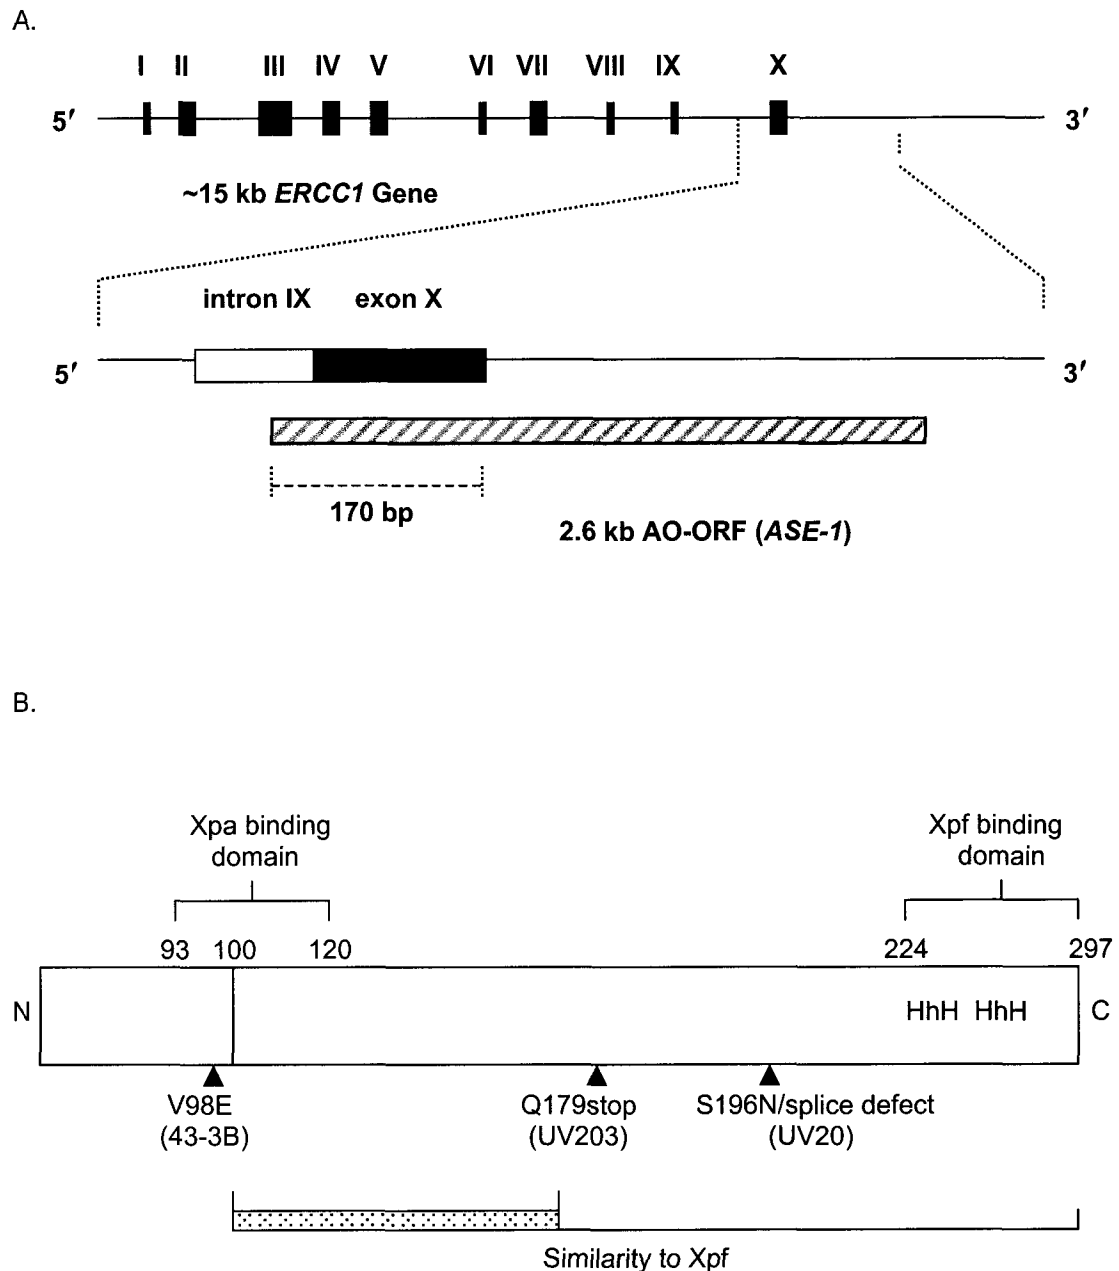 A.
I II III IV V VI VII VIII IX X
5′ 3′
~15 kb ERCC1 Gene
intron IX exon X
5′ 3′
170 bp
2.6 kb AO-ORF (ASE-1)
B.
Xpa binding
domain
Xpf binding
domain
93 100 120 224 297
N HhH HhH C
V98E
(43-3B)
Q179stop
(UV203)
S196N/splice defect
(UV20)
Similarity to Xpf